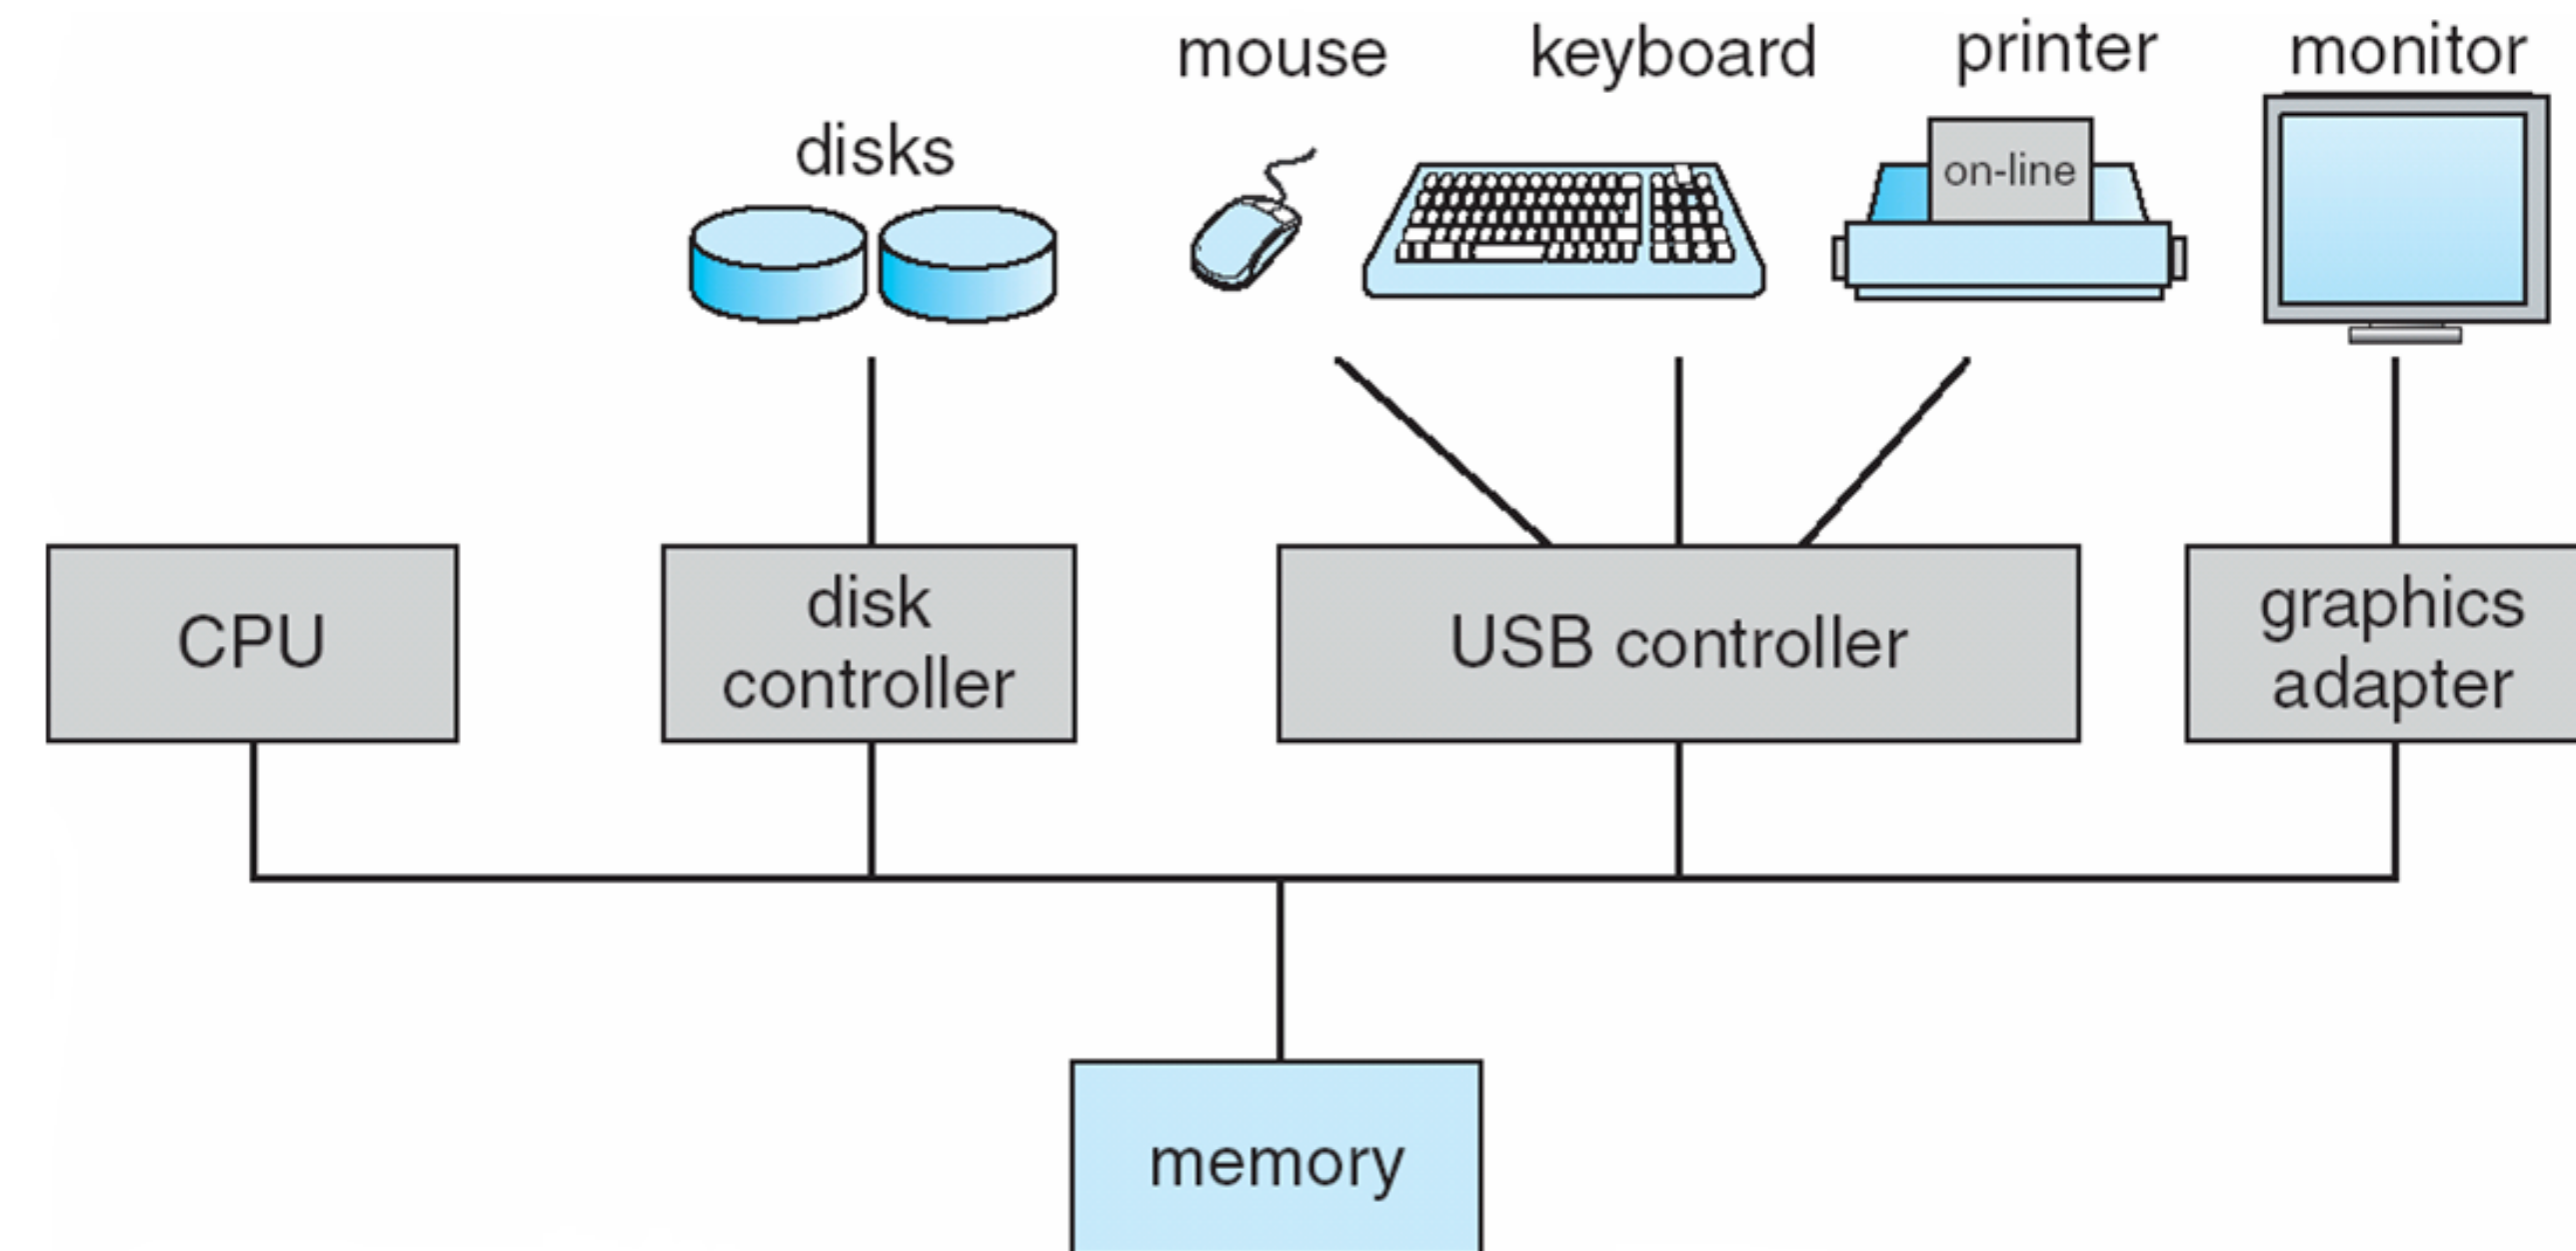 mouse
keyboard
printer
monitor
disks
on-line
CPU
disk
controller
USB controller
graphics
adapter
memory